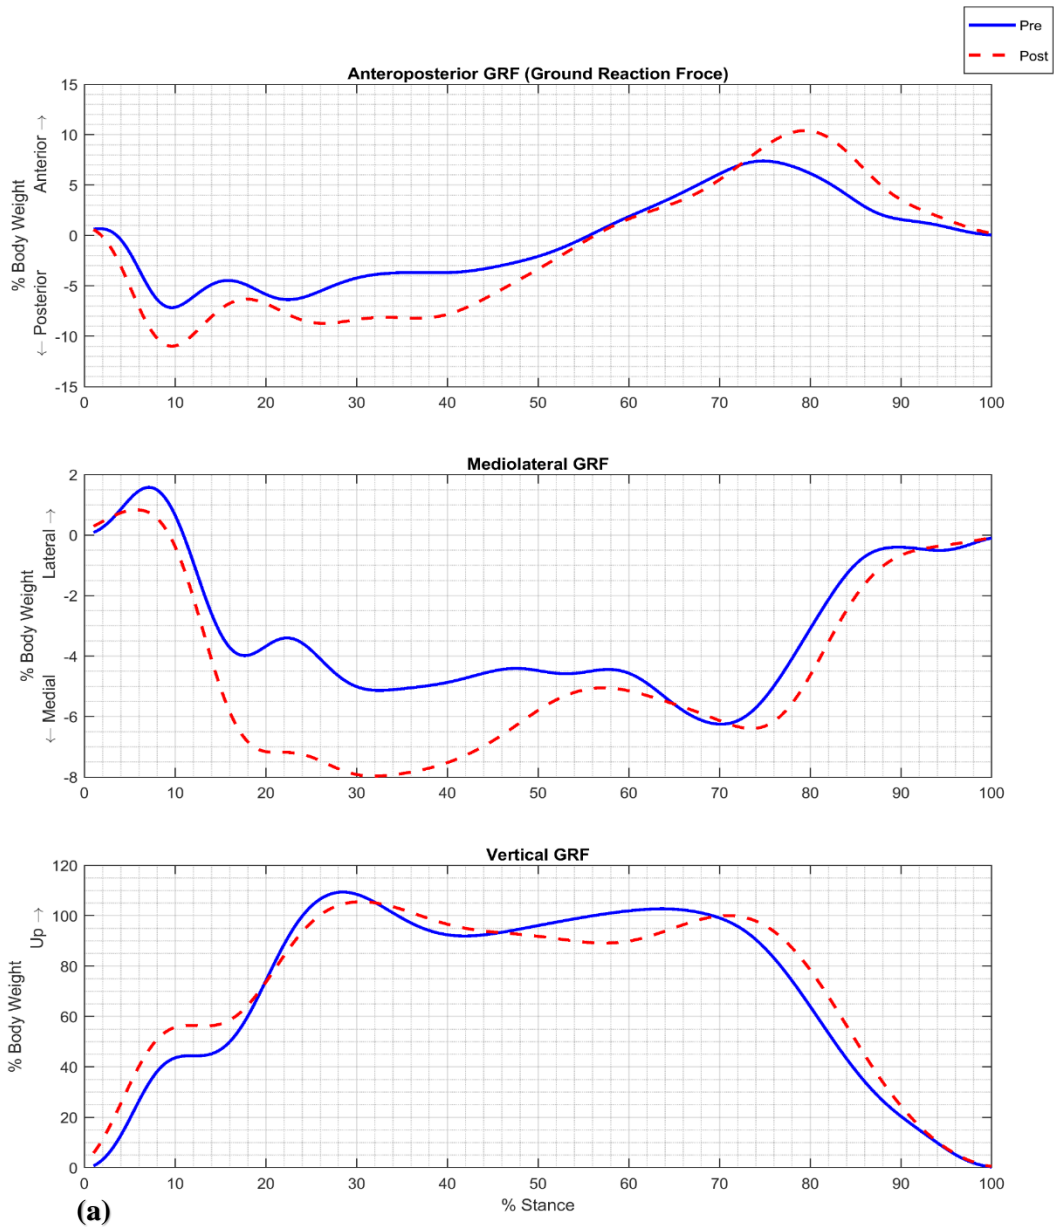 Pre
Post
Anteroposterior GRF (Ground Reaction Froce)
% Body Weight
← Posterior Anterior →
15
10
5
0
-5
-10
-15
0 10 20 30 40 50 60 70 80 90 100
Mediolateral GRF
% Body Weight
← Medial Lateral →
2
0
-2
-4
-6
-8
0 10 20 30 40 50 60 70 80 90 100
Vertical GRF
% Body Weight
Up →
120
100
80
60
40
20
0
0 10 20 30 40 50 60 70 80 90 100
% Stance
(a)